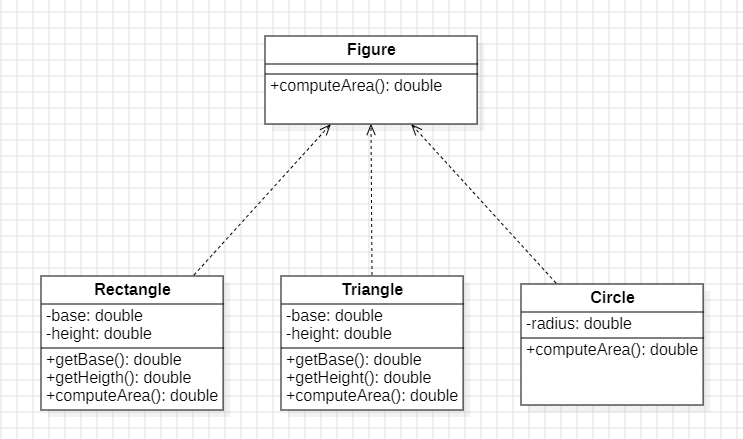 Figure
+computeArea(): double
Rectangle
-base: double
-height: double
+getBase(): double
+getHeigth(): double
+computeArea(): double
Triangle
-base: double
-height: double
+getBase(): double
+getHeight(): double
+computeArea(): double
Circle
-radius: double
+computeArea(): double